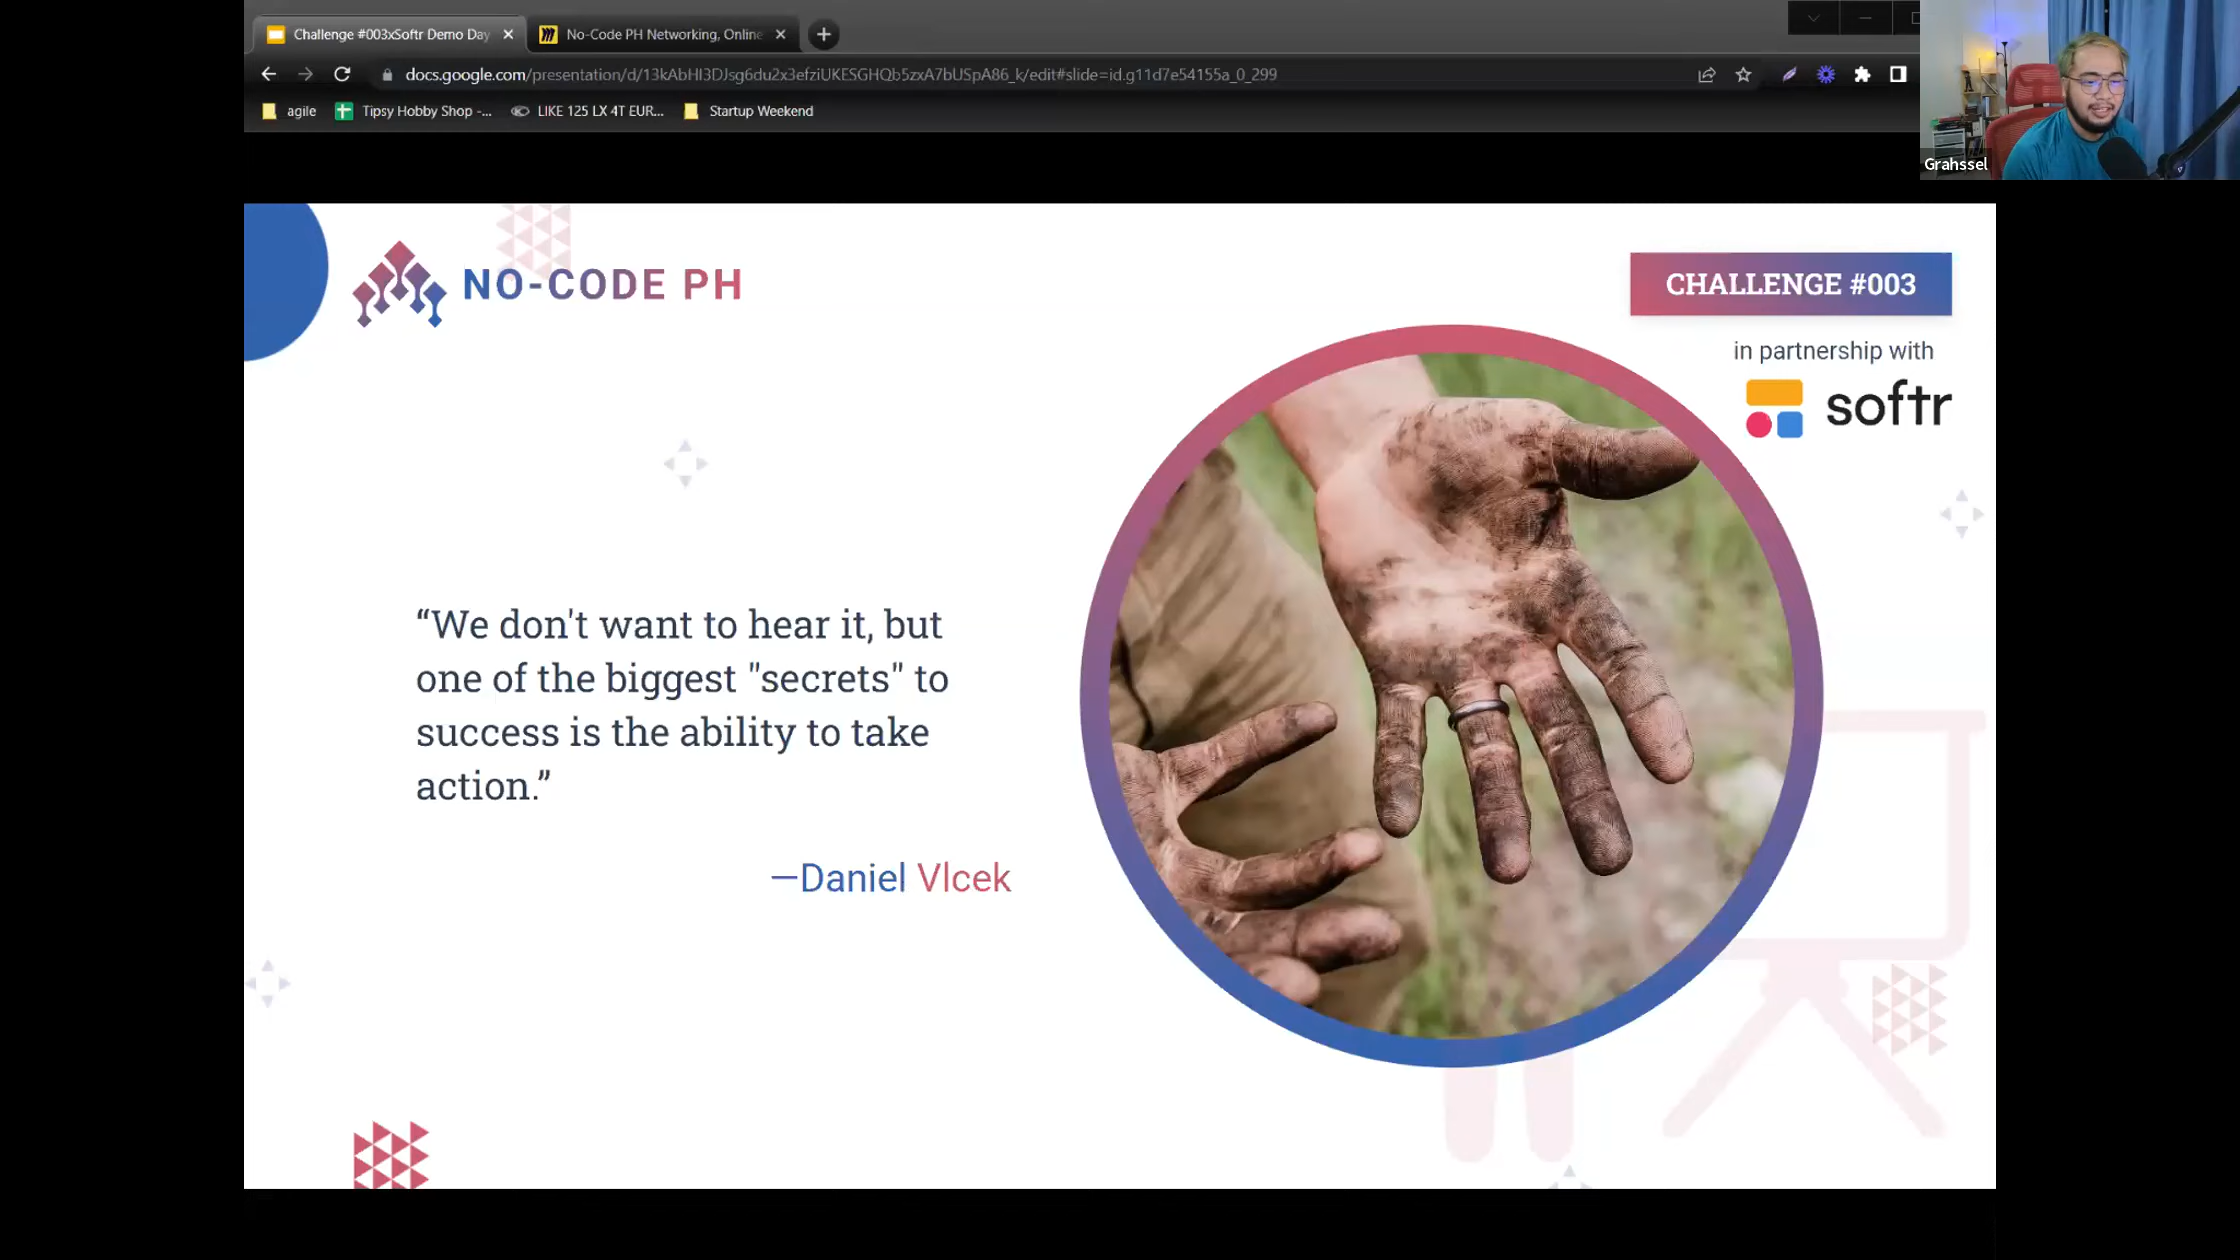 Challenge #003xSoftr Demo Day
No-Code PH Networking, Online
docs.google.com/presentation/d/13kAbHI3DJsg6du2x3efziUKESGHQb5zxA7bUSpA86_k/edit#slide=id.g11d7e54155a_0_299
agile
Tipsy Hobby Shop -...
LIKE 125 LX 4T EUR...
Startup Weekend
Grahssel
NO-CODE PH
CHALLENGE #003
in partnership with
softr
“We don't want to hear it, but
one of the biggest "secrets" to
success is the ability to take
action.”
—Daniel Vlcek